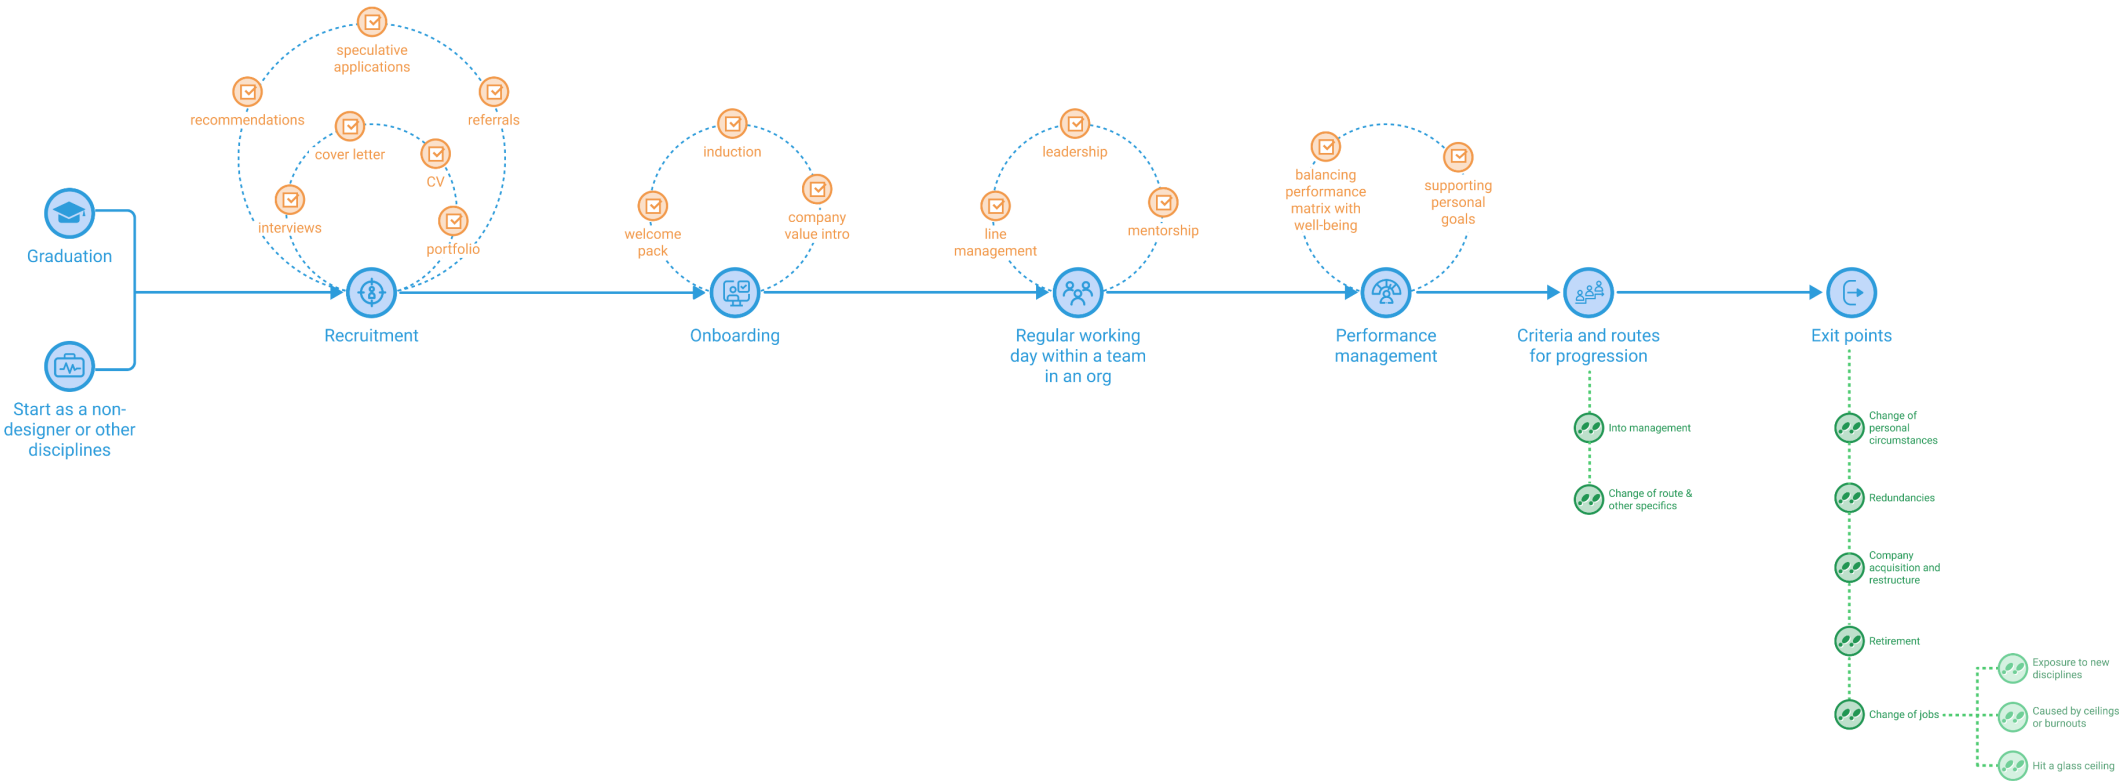 speculative
applications
recommendations
referrals
cover letter
CV
interviews
portfolio
induction
welcome
pack
company
value intro
leadership
line
management
mentorship
balancing
performance
matrix with
well-being
supporting
personal
goals
Graduation
Start as a non-
designer or other
disciplines
Recruitment
Onboarding
Regular working
day within a team
in an org
Performance
management
Criteria and routes
for progression
Exit points
Into management
Change of route &
other specifics
Change of
personal
circumstances
Redundancies
Company
acquisition and
restructure
Retirement
Change of jobs
Exposure to new
disciplines
Caused by ceilings
or burnouts
Hit a glass ceiling